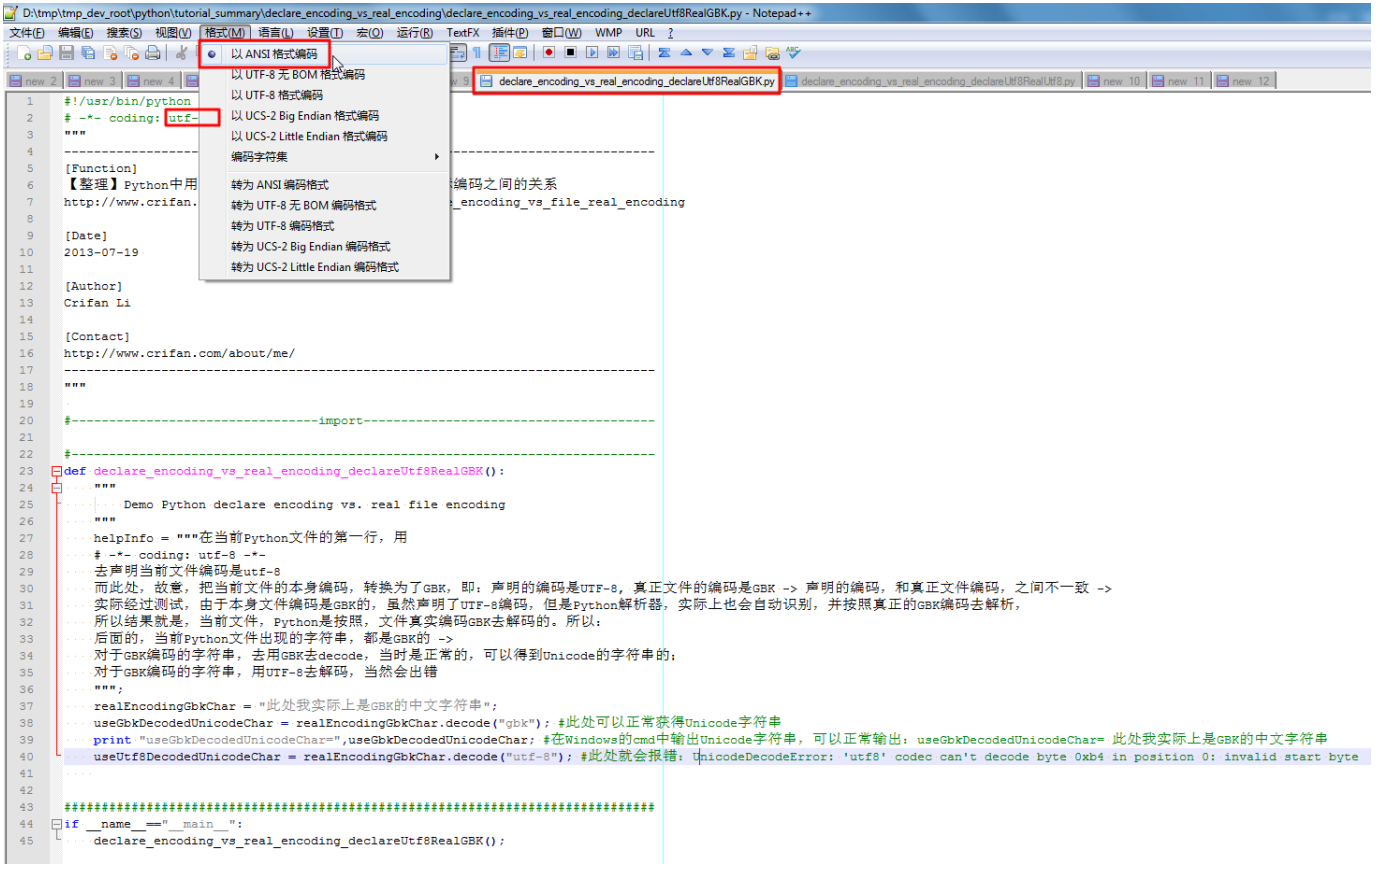 D:\tmp\tmp_dev_root\python\tutorial_summary\declare_encoding_vs_real_encoding\declare_encoding_vs_real_encoding_declareUtf8RealGBK.py - Notepad++
文件(F) 编辑(E) 搜索(S) 视图(V) 格式(M) 语言(L) 设置(T) 宏(O) 运行(R) TextFX 插件(P) 窗口(W) WMP URL ?
new 2 new 3 new 4 w 9 declare_encoding_vs_real_encoding_declareUtf8RealGBK.py declare_encoding_vs_real_encoding_declareUtf8RealUtf8.py new 10 new 11 new 12
以 ANSI 格式编码
以 UTF-8 无 BOM 格式编码
以 UTF-8 格式编码
以 UCS-2 Big Endian 格式编码
以 UCS-2 Little Endian 格式编码
编码字符集
转为 ANSI 编码格式
转为 UTF-8 无 BOM 编码格式
转为 UTF-8 编码格式
转为 UCS-2 Big Endian 编码格式
转为 UCS-2 Little Endian 编码格式
1 #!/usr/bin/python
2 # -*- coding: utf-
3 """
4 -------------------------------------------------------------------------------
5 [Function]
6 【整理】Python中用 编码之间的关系
7 http://www.crifan. e_encoding_vs_file_real_encoding
8
9 [Date]
10 2013-07-19
11
12 [Author]
13 Crifan Li
14
15 [Contact]
16 http://www.crifan.com/about/me/
17 -------------------------------------------------------------------------------
18 """
19
20 #---------------------------------import---------------------------------------
21
22 #------------------------------------------------------------------------------
23 def declare_encoding_vs_real_encoding_declareUtf8RealGBK():
24 """
25 Demo Python declare encoding vs. real file encoding
26 """
27 helpInfo = """在当前Python文件的第一行，用
28 # -*- coding: utf-8 -*-
29 去声明当前文件编码是utf-8
30 而此处，故意，把当前文件的本身编码，转换为了GBK，即：声明的编码是UTF-8，真正文件的编码是GBK -> 声明的编码，和真正文件编码，之间不一致 ->
31 实际经过测试，由于本身文件编码是GBK的，虽然声明了UTF-8编码，但是Python解析器，实际上也会自动识别，并按照真正的GBK编码去解析，
32 所以结果就是，当前文件，Python是按照，文件真实编码GBK去解码的。所以：
33 后面的，当前Python文件出现的字符串，都是GBK的 ->
34 对于GBK编码的字符串，去用GBK去decode，当时是正常的，可以得到Unicode的字符串的；
35 对于GBK编码的字符串，用UTF-8去解码，当然会出错
36 """;
37 realEncodingGbkChar = "此处我实际上是GBK的中文字符串";
38 useGbkDecodedUnicodeChar = realEncodingGbkChar.decode("gbk"); #此处可以正常获得Unicode字符串
39 print "useGbkDecodedUnicodeChar=",useGbkDecodedUnicodeChar; #在Windows的cmd中输出Unicode字符串，可以正常输出：useGbkDecodedUnicodeChar= 此处我实际上是GBK的中文字符串
40 useUtf8DecodedUnicodeChar = realEncodingGbkChar.decode("utf-8"); #此处就会报错：UnicodeDecodeError: 'utf8' codec can't decode byte 0xb4 in position 0: invalid start byte
41
42
43 ###############################################################################
44 if __name__=="__main__":
45 declare_encoding_vs_real_encoding_declareUtf8RealGBK();